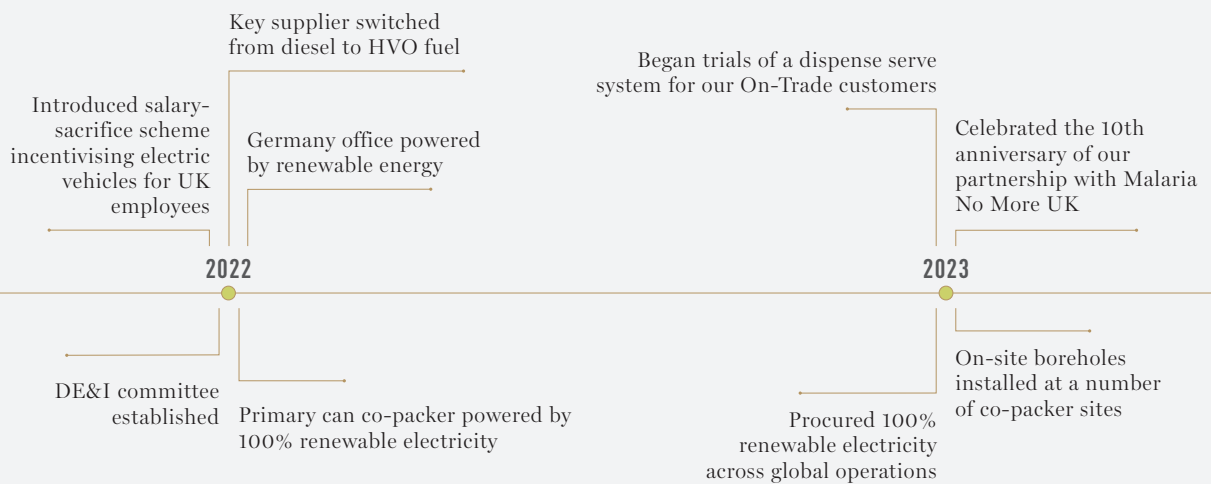 Key supplier switched
from diesel to HVO fuel
Introduced salary-
sacrifice scheme
incentivising electric
vehicles for UK
employees
Germany office powered
by renewable energy
2022
DE&I committee
established
Primary can co-packer powered by
100% renewable electricity
Began trials of a dispense serve
system for our On-Trade customers
Celebrated the 10th
anniversary of our
partnership with Malaria
No More UK
2023
Procured 100%
renewable electricity
across global operations
On-site boreholes
installed at a number
of co-packer sites